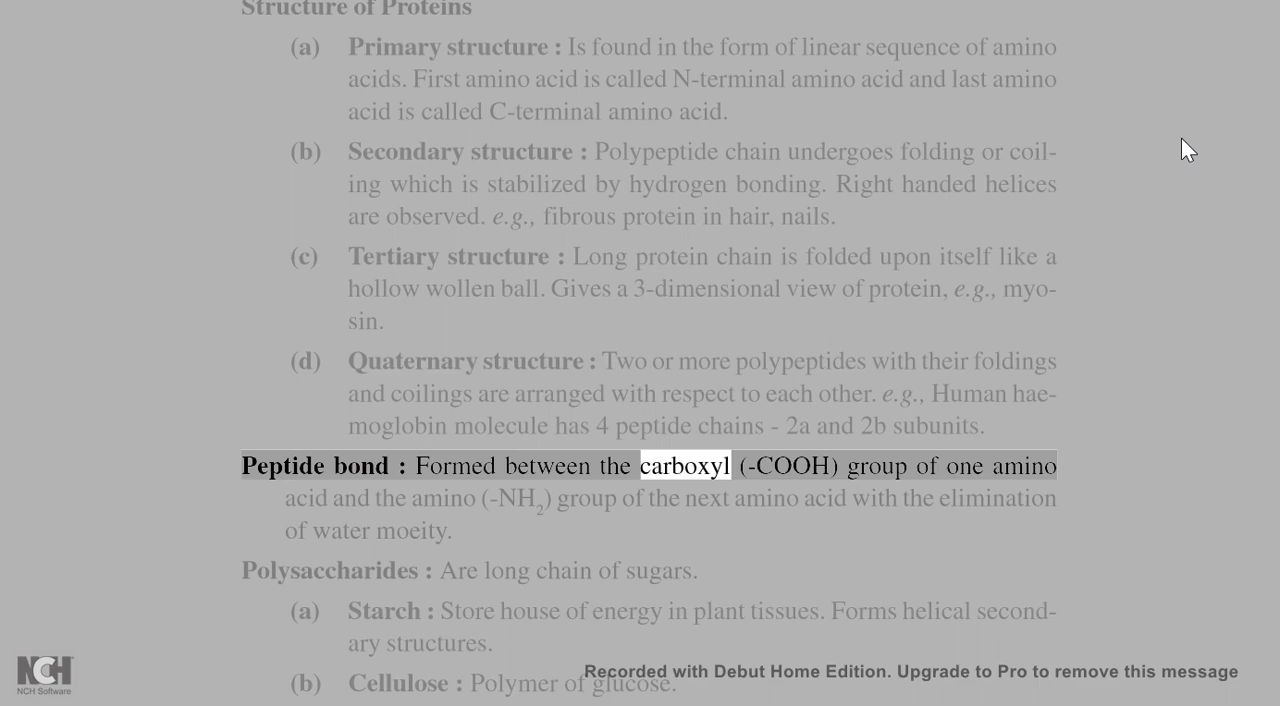 Structure of Proteins
(a) Primary structure : Is found in the form of linear sequence of amino
acids. First amino acid is called N-terminal amino acid and last amino
acid is called C-terminal amino acid.
(b) Secondary structure : Polypeptide chain undergoes folding or coil-
ing which is stabilized by hydrogen bonding. Right handed helices
are observed. e.g., fibrous protein in hair, nails.
(c) Tertiary structure : Long protein chain is folded upon itself like a
hollow wollen ball. Gives a 3-dimensional view of protein, e.g., myo-
sin.
(d) Quaternary structure : Two or more polypeptides with their foldings
and coilings are arranged with respect to each other. e.g., Human hae-
moglobin molecule has 4 peptide chains - 2a and 2b subunits.
Peptide bond : Formed between the carboxyl (-COOH) group of one amino
acid and the amino (-NH₂) group of the next amino acid with the elimination
of water moeity.
Polysaccharides : Are long chain of sugars.
(a) Starch : Store house of energy in plant tissues. Forms helical second-
ary structures.
(b) Cellulose : Polymer of glucose.
NCH
NCH Software
Recorded with Debut Home Edition. Upgrade to Pro to remove this message